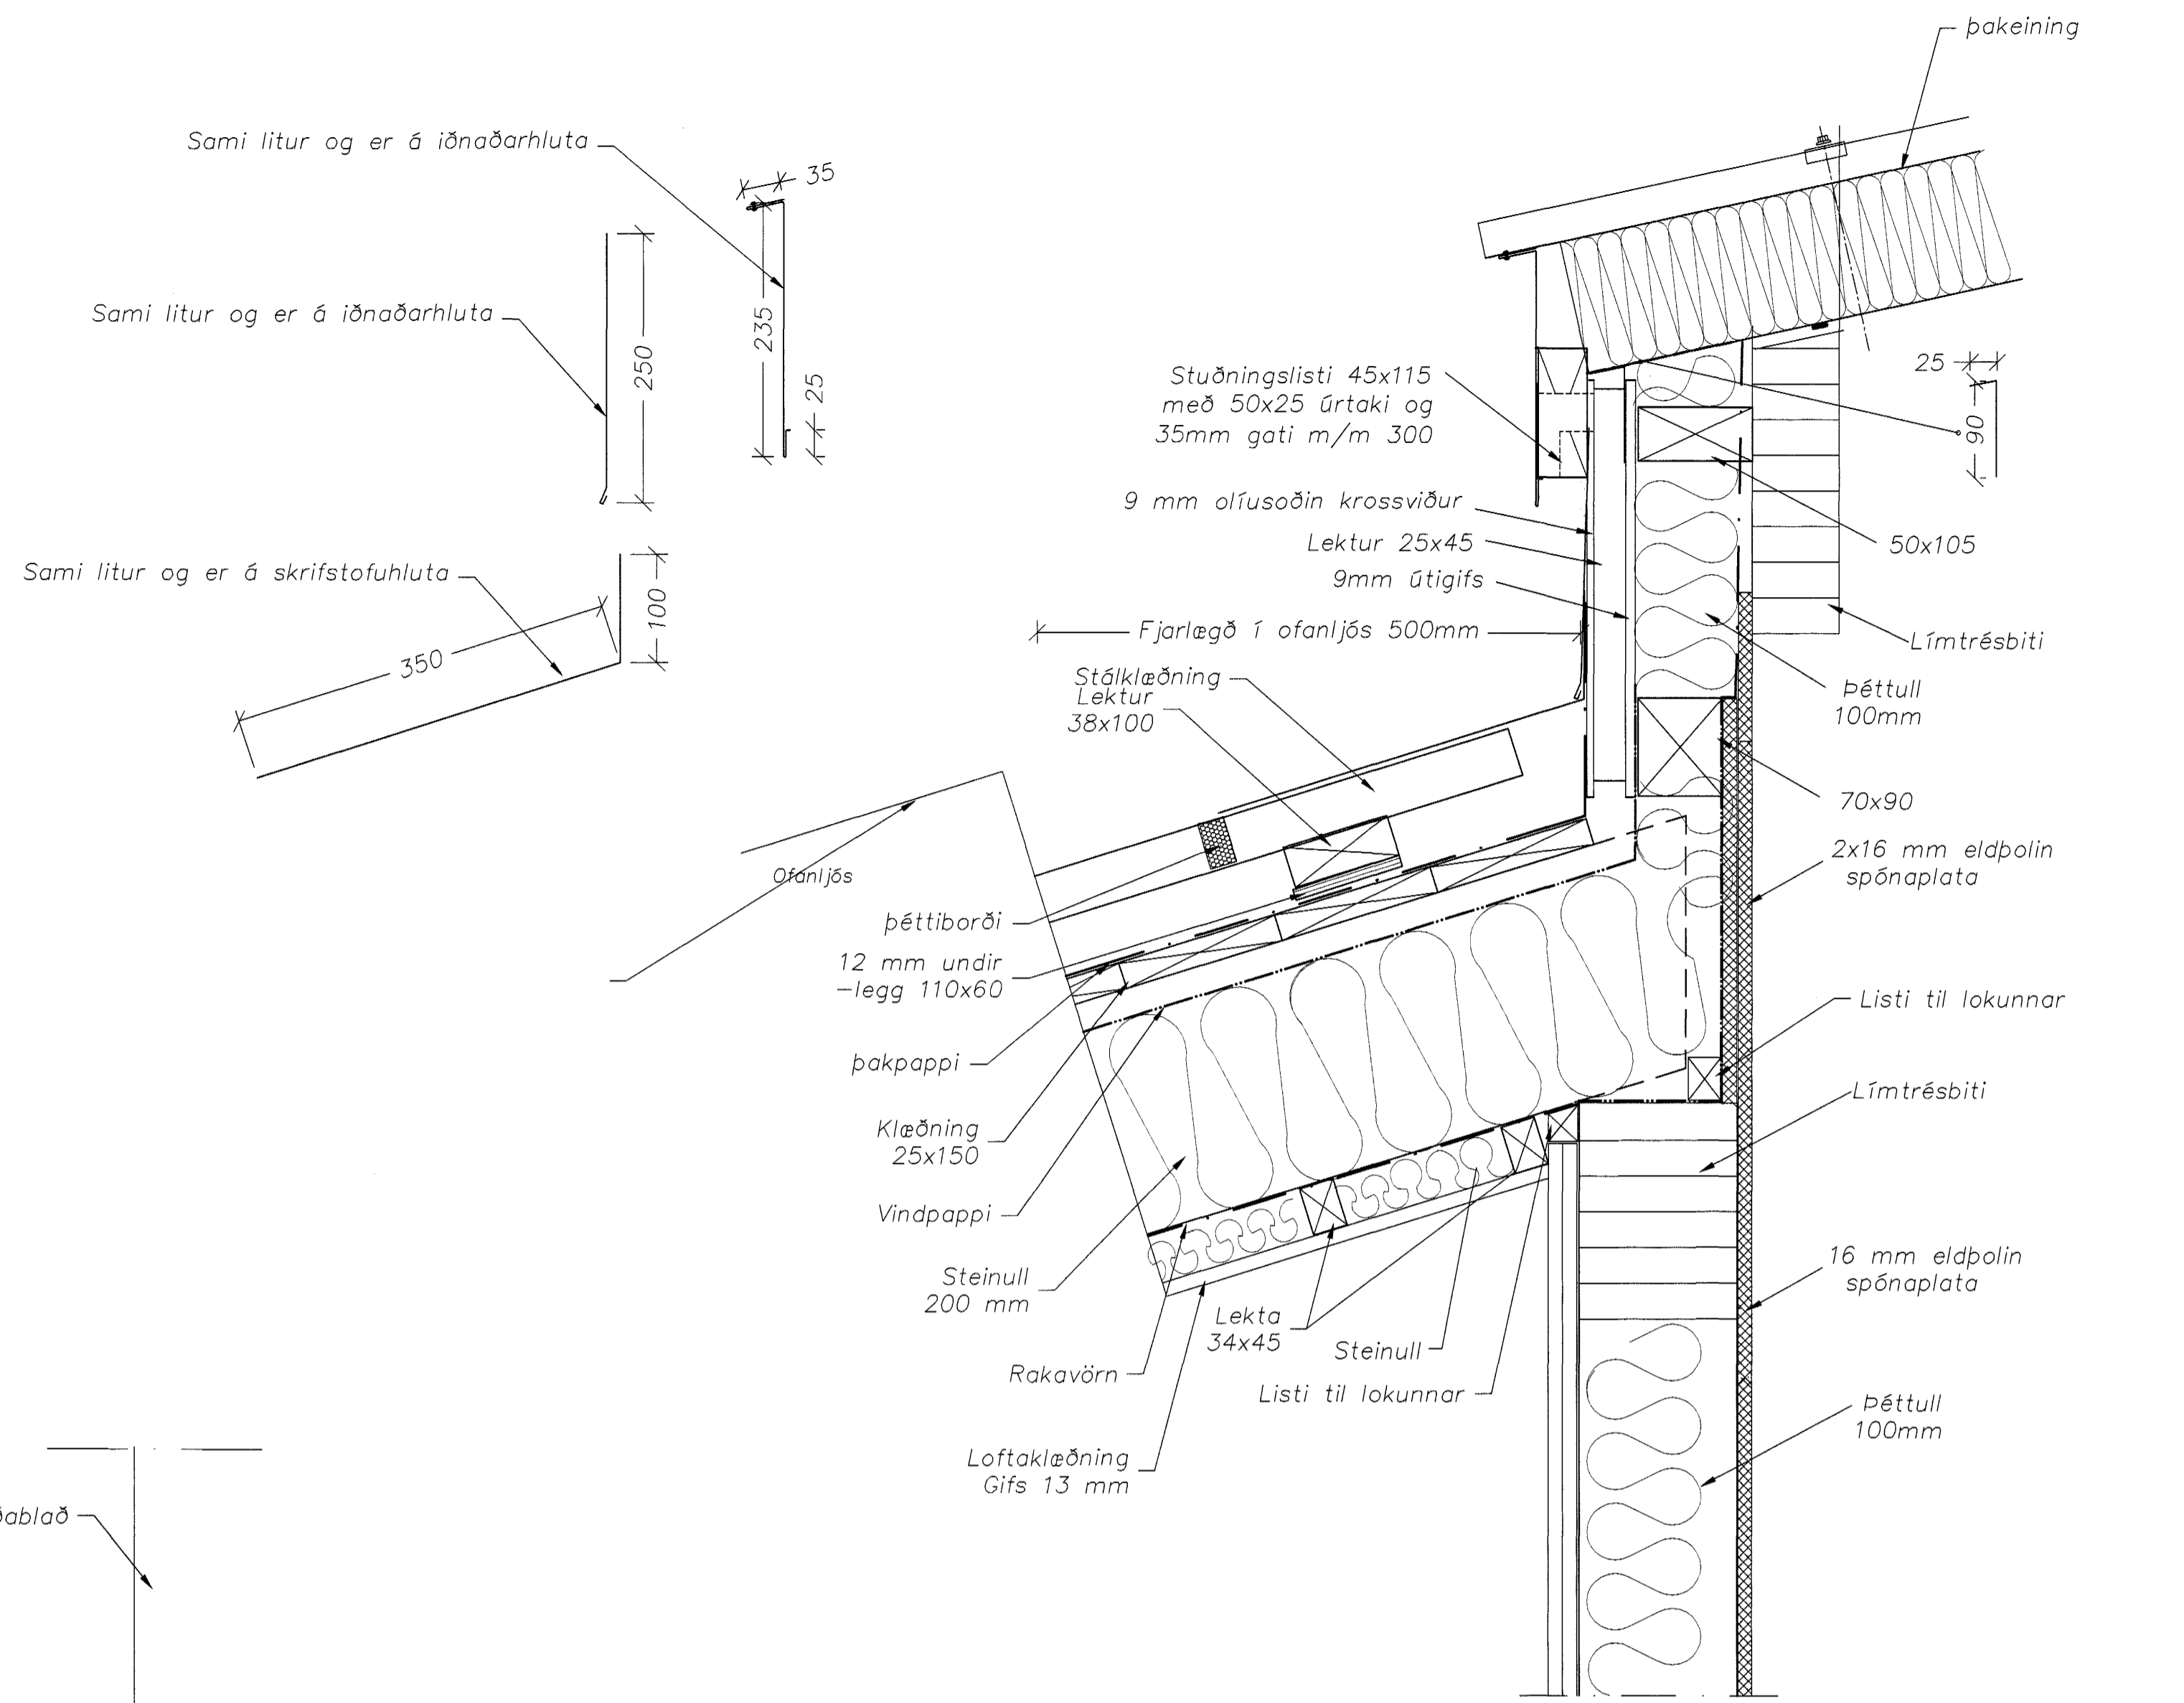 þakeining
Sami litur og er á iðnaðarhluta
35
235
25
Sami litur og er á iðnaðarhluta
250
Sami litur og er á skrifstofuhluta
100
350
Stuðningslisti 45x115
með 50x25 úrtaki og
35mm gati m/m 300
25
90
9 mm olíusoðin krossviður
Lektur 25x45
9mm útigifs
50x105
Fjarlægð í ofanljós 500mm
Límtrésbiti
Stálklæðning
Lektur
38x100
Þéttull
100mm
70x90
2x16 mm eldþolin
spónaplata
Ofanljós
þéttiborði
12 mm undir
-legg 110x60
þakpappi
Klæðning
25x150
Vindpappi
Steinull
200 mm
Rakavörn
Loftaklæðning
Gifs 13 mm
Lekta
34x45
Steinull
Listi til lokunnar
Listi til lokunnar
Límtrésbiti
16 mm eldþolin
spónaplata
Þéttull
100mm
ðablað